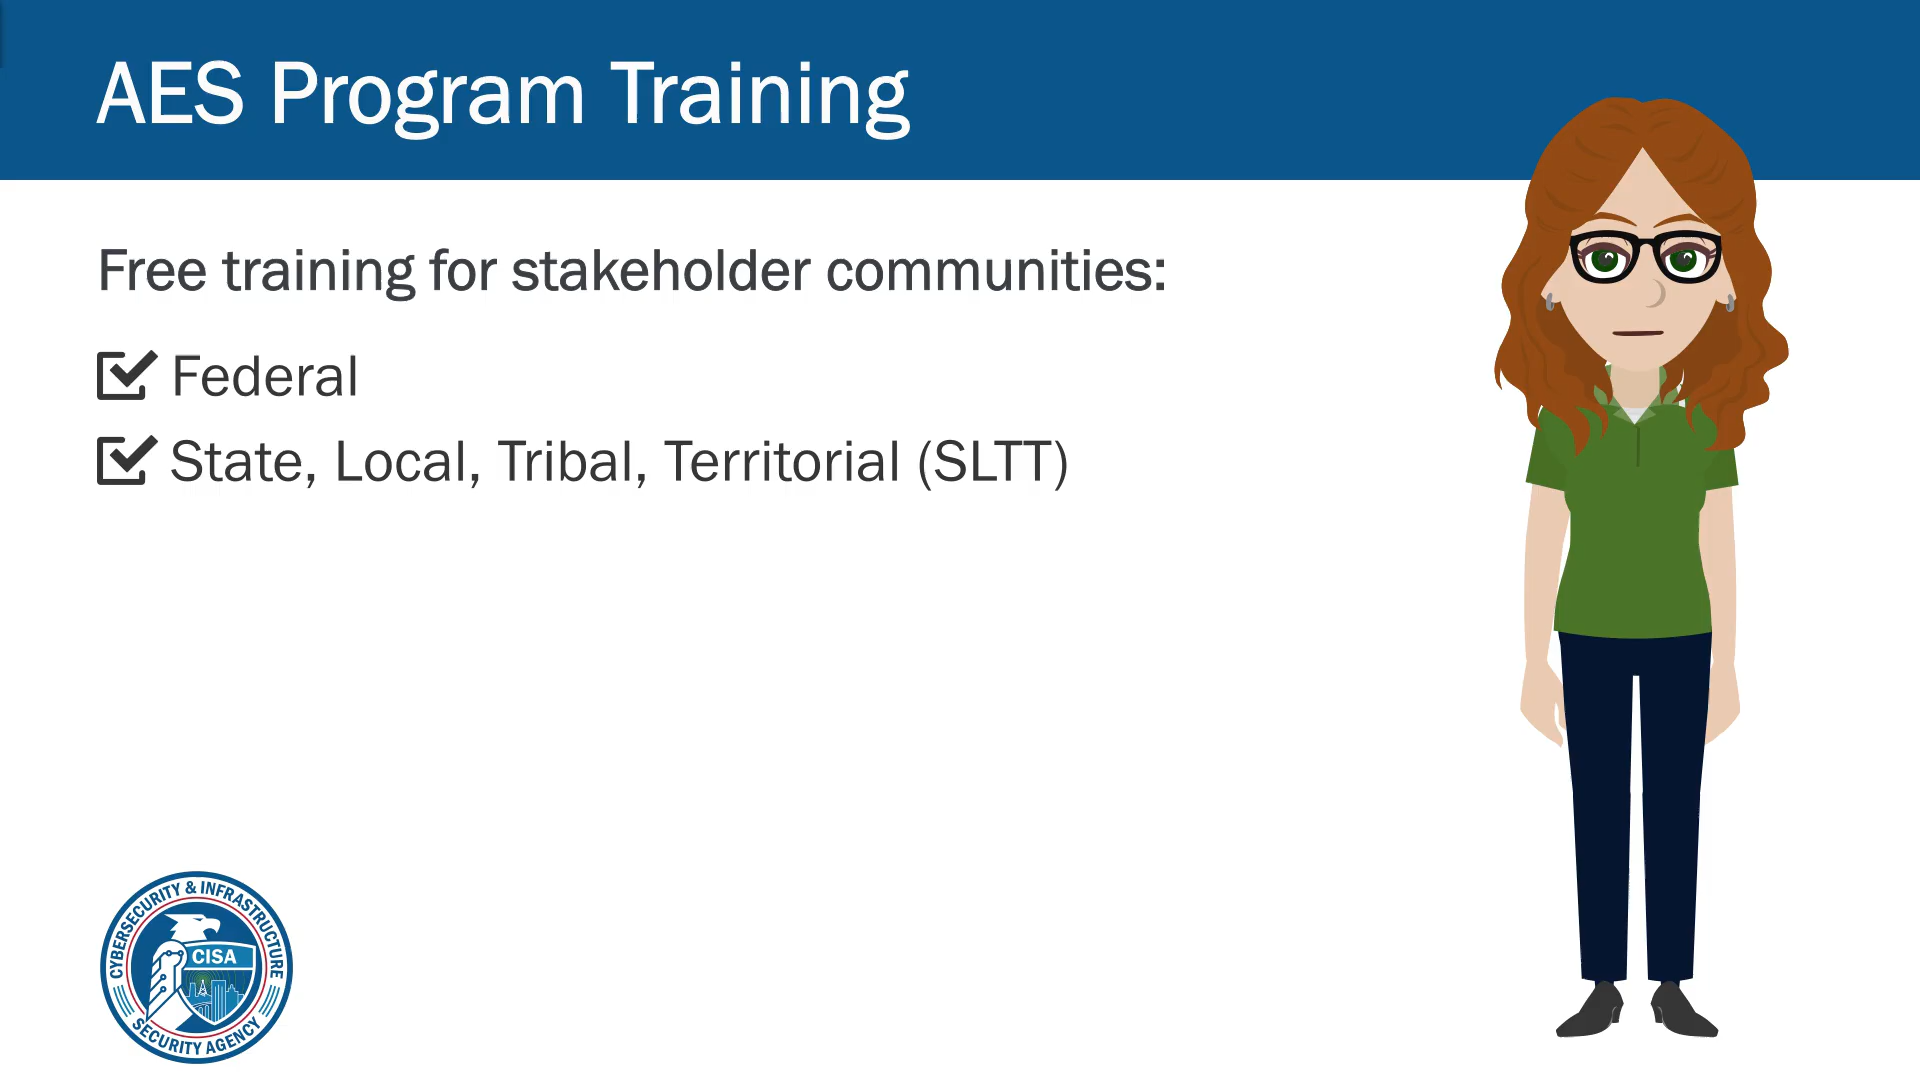 AES Program Training
Free training for stakeholder communities:
Federal
State, Local, Tribal, Territorial (SLTT)
CYBERSECURITY & INFRASTRUCTURE
CISA
SECURITY AGENCY